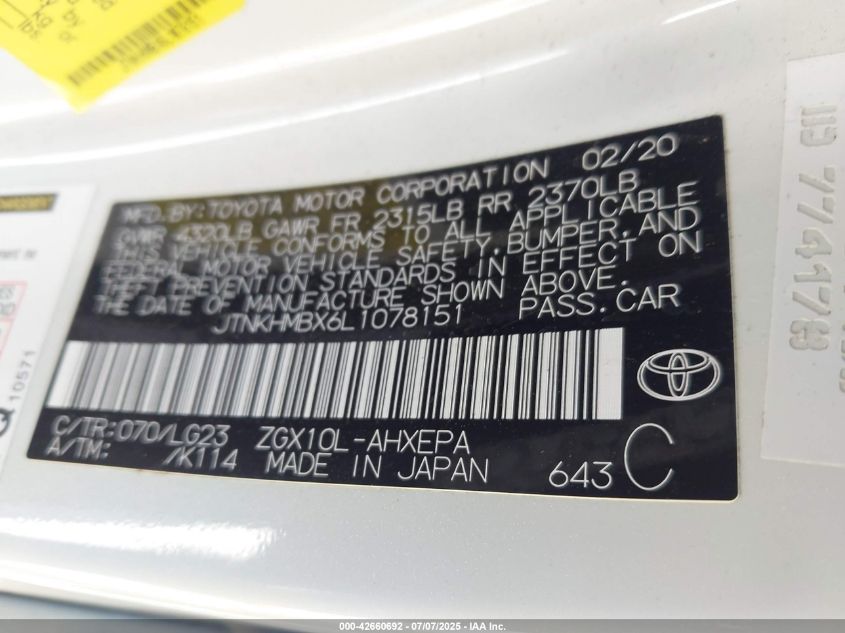 MFD.BY:TOYOTA MOTOR CORPORATION 02/20
GVWR 4320LB GAWR FR 2315LB RR 2370LB
THIS VEHICLE CONFORMS TO ALL APPLICABLE
FEDERAL MOTOR VEHICLE SAFETY,BUMPER,AND
THEFT PREVENTION STANDARDS IN EFFECT ON
THE DATE OF MANUFACTURE SHOWN ABOVE.
JTNKHMBX6L1078151 PASS.CAR
C/TR:070/LG23 ZGX10L-AHXEPA
A/TM: /K114 MADE IN JAPAN 643 C
10571
000-42660692 - 07/07/2025 - IAA Inc.